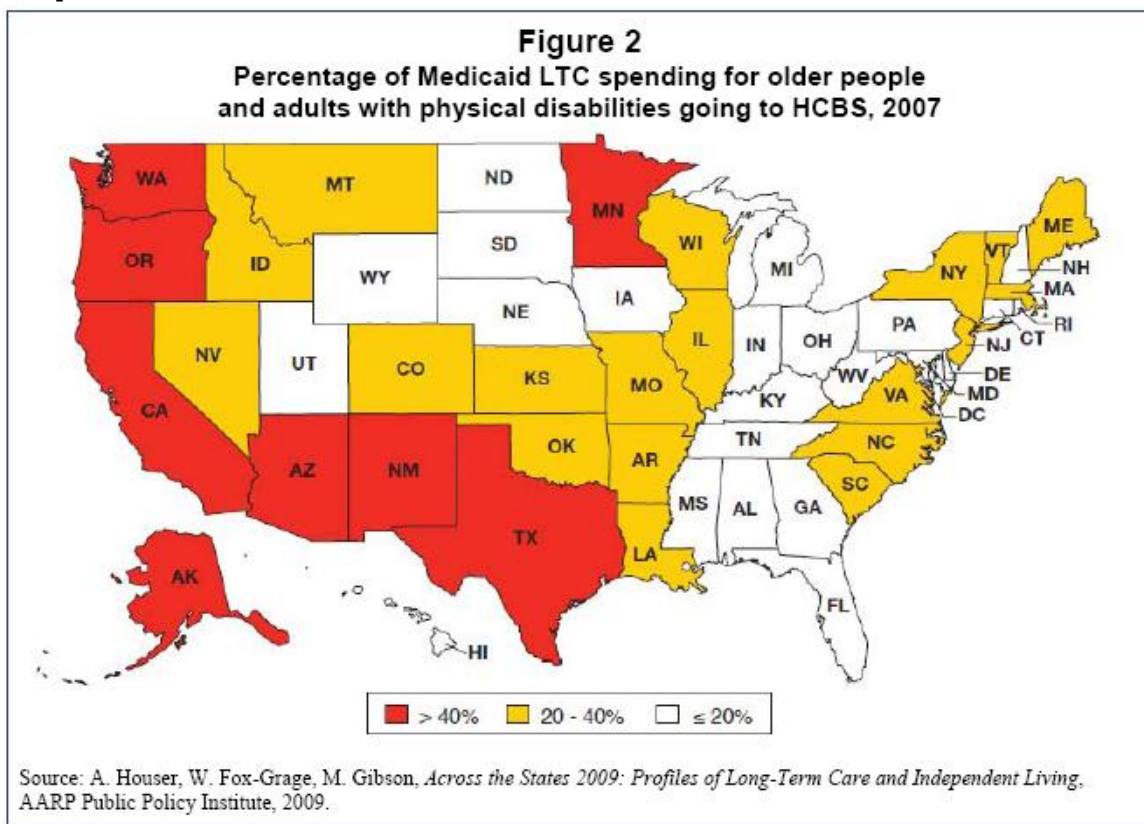 Figure 2
Percentage of Medicaid LTC spending for older people
and adults with physical disabilities going to HCBS, 2007
WA
MT
ND
MN
ME
OR
ID
SD
WI
VT
NH
WY
MI
NY
MA
IA
NE
PA
RI
NV
UT
IL
IN
OH
NJ
CT
CO
KS
MO
WV
DE
CA
KY
VA
MD
DC
OK
TN
NC
AZ
NM
AR
SC
MS
AL
GA
TX
LA
AK
FL
HI
> 40% 20 - 40% ≤ 20%
Source: A. Houser, W. Fox-Grage, M. Gibson, Across the States 2009: Profiles of Long-Term Care and Independent Living,
AARP Public Policy Institute, 2009.